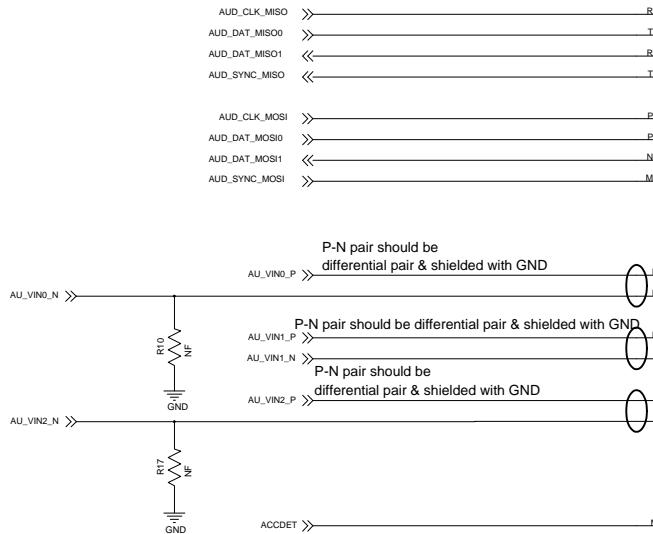 AUD_CLK_MISO R
AUD_DAT_MISO0 T
AUD_DAT_MISO1 R
AUD_SYNC_MISO T
AUD_CLK_MOSI P
AUD_DAT_MOSI0 P
AUD_DAT_MOSI1 N
AUD_SYNC_MOSI M
P-N pair should be
differential pair & shielded with GND
AU_VIN0_P
AU_VIN0_N
P-N pair should be differential pair & shielded with GND
AU_VIN1_P
R10
NF
AU_VIN1_N
P-N pair should be
differential pair & shielded with GND
AU_VIN2_P
GND
AU_VIN2_N
R17
NF
GND
ACCDET